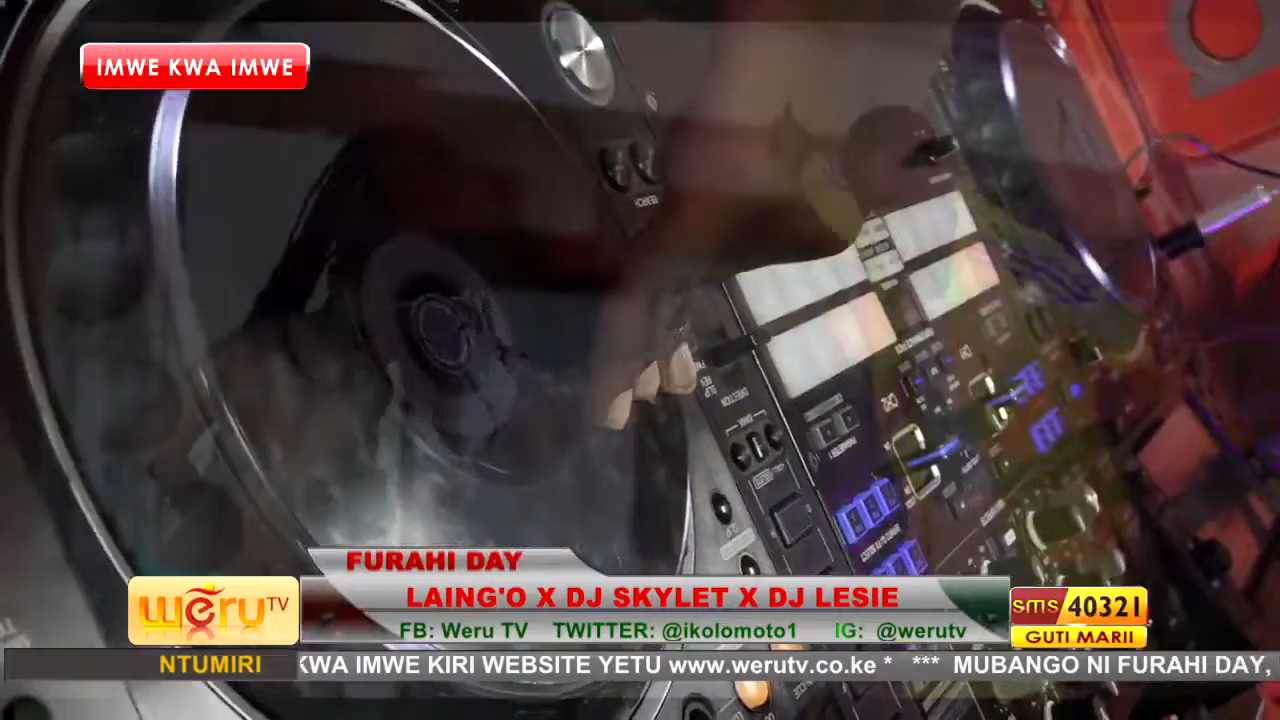 IMWE KWA IMWE
SEARCH
FURAHI DAY
LAING'O X DJ SKYLET X DJ LESIE
weru TV
FB: Weru TV TWITTER: @ikolomoto1 IG: @werutv
sms 40321
GUTI MARII
NTUMIRI KWA IMWE KIRI WEBSITE YETU www.werutv.co.ke * *** MUBANGO NI FURAHI DAY,